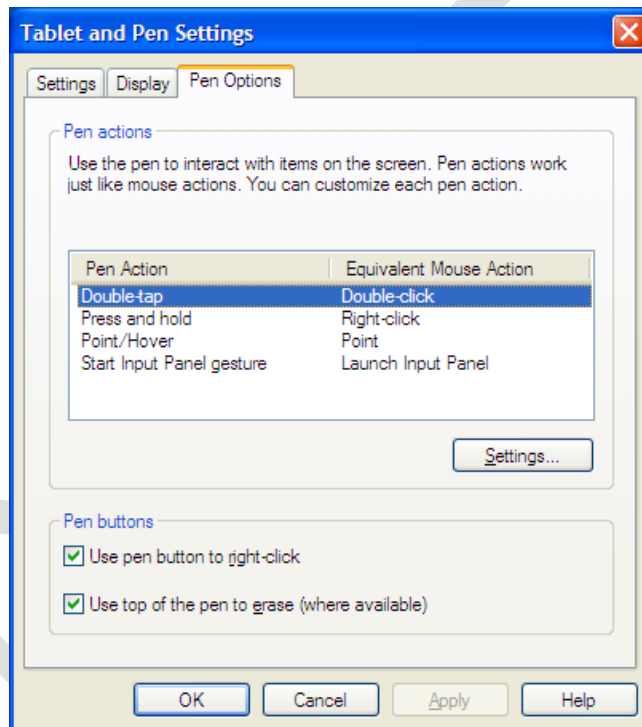 Tablet and Pen Settings
Settings Display Pen Options
Pen actions
Use the pen to interact with items on the screen. Pen actions work
just like mouse actions. You can customize each pen action.
Pen Action Equivalent Mouse Action
Double-tap Double-click
Press and hold Right-click
Point/Hover Point
Start Input Panel gesture Launch Input Panel
Settings...
Pen buttons
Use pen button to right-click
Use top of the pen to erase (where available)
OK Cancel Apply Help